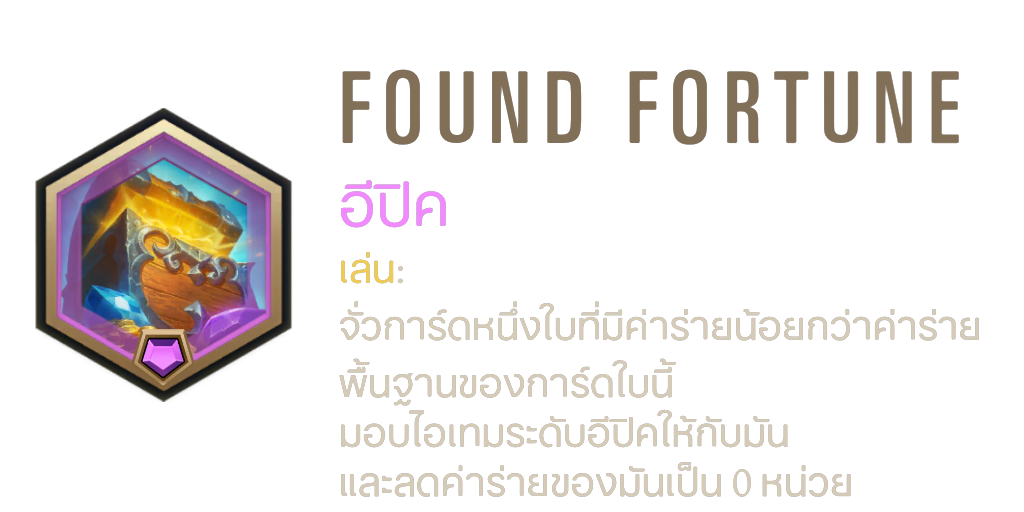 FOUND FORTUNE
อีปิค
เล่น:
จั่วการ์ดหนึ่งใบที่มีค่าร่ายน้อยกว่าค่าร่าย
พื้นฐานของการ์ดใบนี้
มอบไอเทมระดับอีปิคให้กับมัน
และลดค่าร่ายของมันเป็น 0 หน่วย